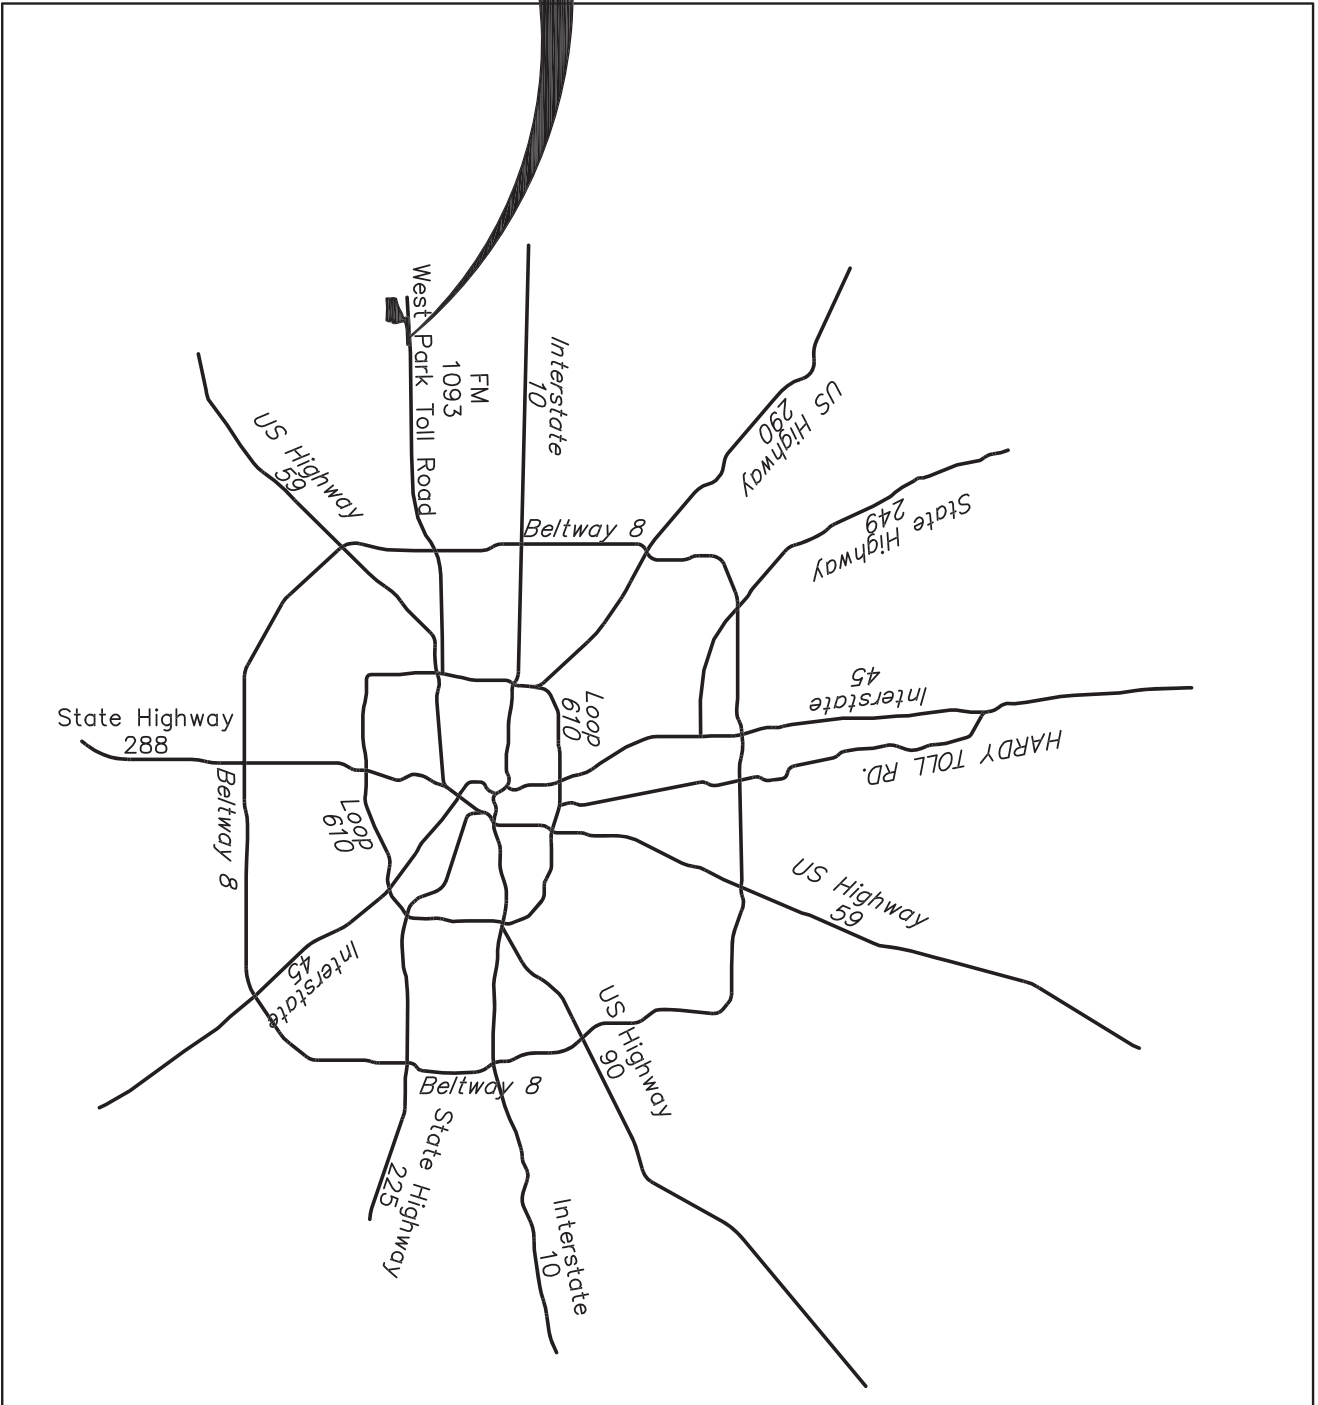 West Park Toll Road
FM
1093
Interstate
10
US Highway
290
US Highway
59
State Highway
249
Beltway 8
Interstate
45
Loop
610
State Highway
288
HARDY TOLL RD.
Beltway 8
Loop
610
US Highway
59
Interstate
45
US Highway
90
Beltway 8
State Highway
225
Interstate
10